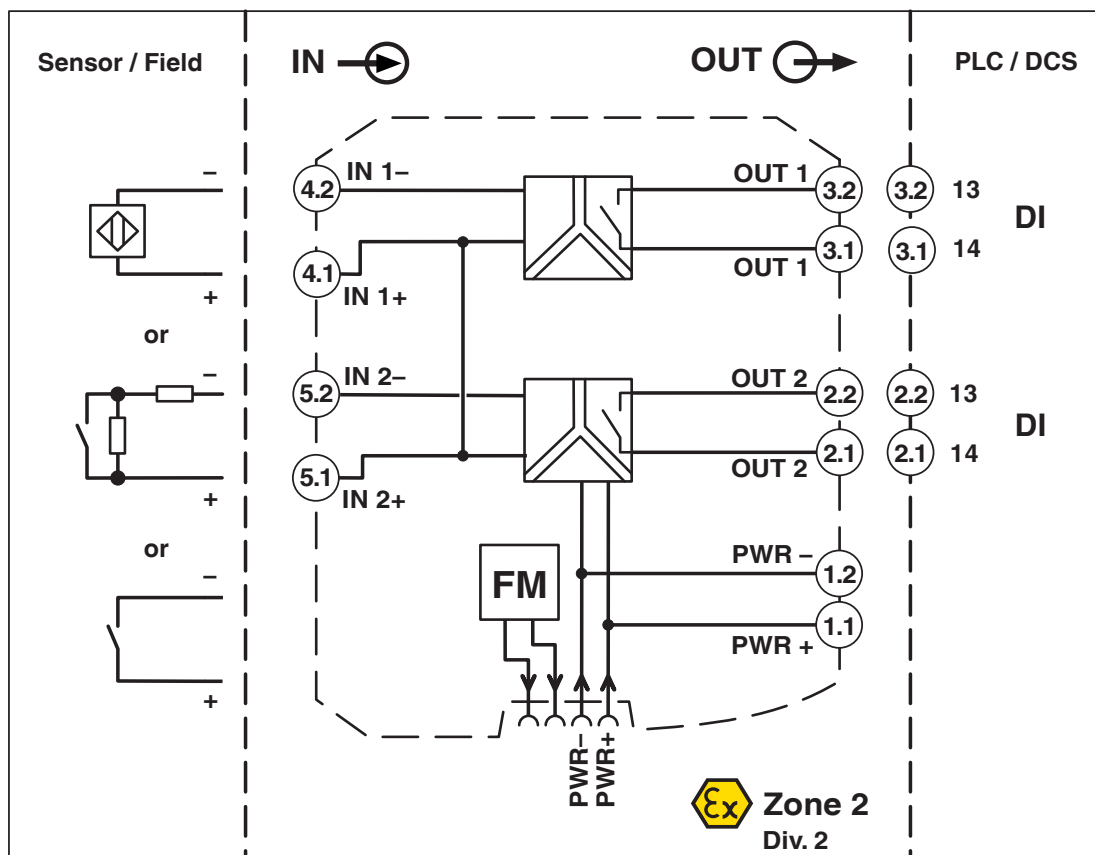 Sensor / Field
IN
OUT
PLC / DCS
–
4.2
IN 1–
OUT 1
3.2
3.2
13
DI
4.1
IN 1+
OUT 1
3.1
3.1
14
+
or
–
5.2
IN 2–
OUT 2
2.2
2.2
13
DI
5.1
IN 2+
OUT 2
2.1
2.1
14
+
or
–
FM
PWR –
1.2
1.1
PWR +
+
PWR–
PWR+
Ex
Zone 2
Div. 2